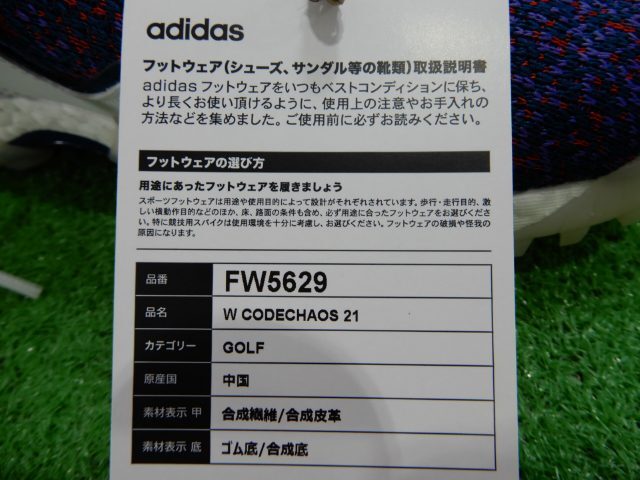 adidas
フットウェア(シューズ、サンダル等の靴類)取扱説明書
adidas フットウェアをいつもベストコンディションに保ち、
より長くお使い頂けるように、使用上の注意やお手入れの
方法などを集めました。ご使用前に必ずお読みください。
フットウェアの選び方
用途にあったフットウェアを履きましょう
スポーツフットウェアは用途や使用目的によって設計がそれぞれされています。歩行・走行目的、激
しい横動作目的などのほか、床、路面の条件も含め、必ず用途に合ったフットウェアをお選びくださ
い。特に競技用スパイクは使用環境を十分に考慮し、お選びください。フットウェアの破損や怪我の
原因になります。
品番 FW5629
品名 W CODECHAOS 21
カテゴリー GOLF
原産国 中国
素材表示 甲 合成繊維/合成皮革
素材表示 底 ゴム底/合成底